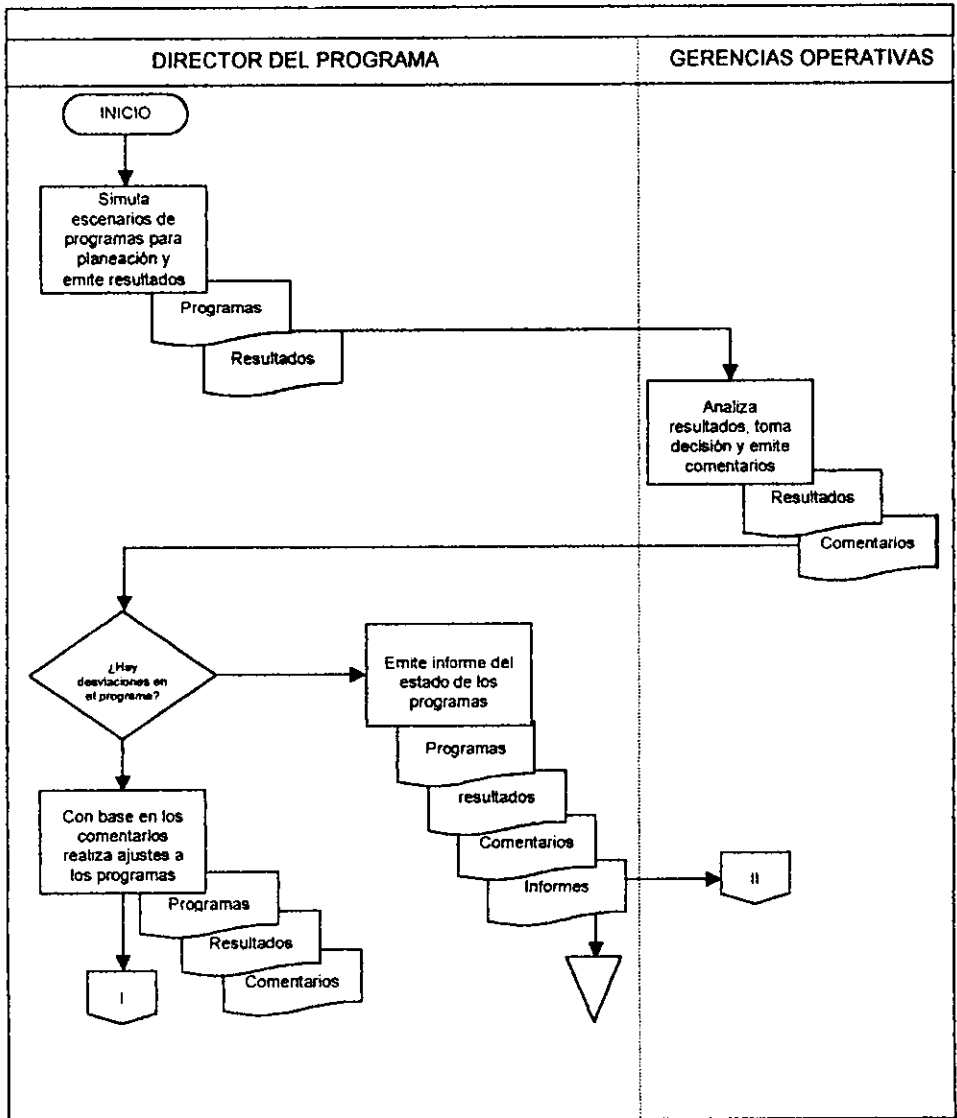 DIRECTOR DEL PROGRAMA
GERENCIAS OPERATIVAS
INICIO
Simula
escenarios de
programas para
planeación y
emite resultados
Programas
Resultados
Analiza
resultados, toma
decisión y emite
comentarios
Resultados
Comentarios
¿Hay
desviaciones en
el programa?
Emite informe del
estado de los
programas
Programas
resultados
Comentarios
Informes
II
Con base en los
comentarios
realiza ajustes a
los programas
Programas
Resultados
Comentarios
I